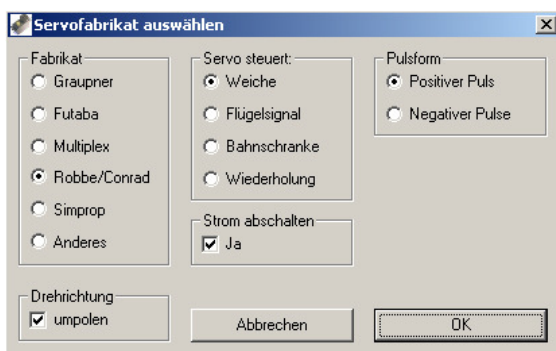 Servofabrikat auswählen
Fabrikat
Graupner
Futaba
Multiplex
Robbe/Conrad
Simprop
Anderes
Drehrichtung
umpolen
Servo steuert:
Weiche
Flügelsignal
Bahnschranke
Wiederholung
Strom abschalten
Ja
Pulsform
Positiver Puls
Negativer Pulse
Abbrechen
OK